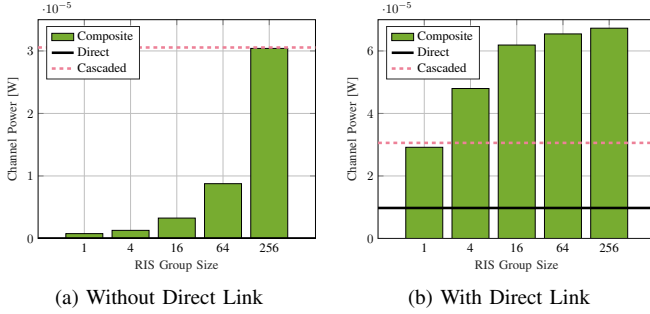 ·10⁻⁵
Composite
Direct
Cascaded
3
2
1
0
Channel Power [W]
1 4 16 64 256
RIS Group Size
(a) Without Direct Link
·10⁻⁵
Composite
Direct
Cascaded
6
4
2
0
Channel Power [W]
1 4 16 64 256
RIS Group Size
(b) With Direct Link